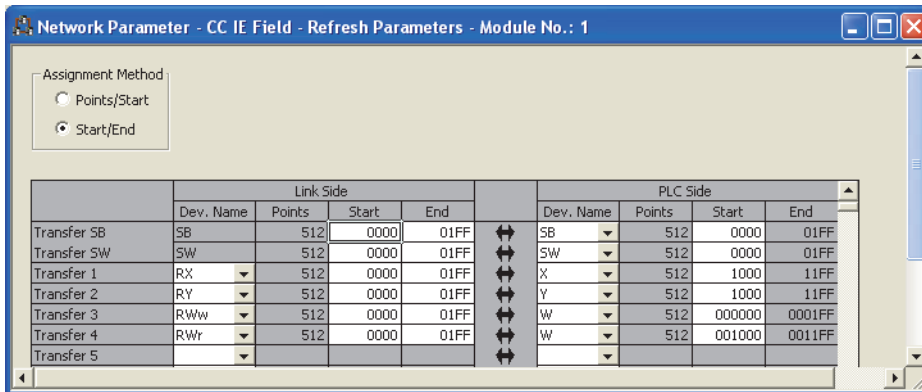 Network Parameter - CC IE Field - Refresh Parameters - Module No.: 1
Assignment Method
Points/Start
Start/End
Link Side PLC Side
Dev. Name Points Start End Dev. Name Points Start End
Transfer SB SB 512 0000 01FF SB 512 0000 01FF
Transfer SW SW 512 0000 01FF SW 512 0000 01FF
Transfer 1 RX 512 0000 01FF X 512 1000 11FF
Transfer 2 RY 512 0000 01FF Y 512 1000 11FF
Transfer 3 RWw 512 0000 01FF W 512 000000 0001FF
Transfer 4 RWr 512 0000 01FF W 512 001000 0011FF
Transfer 5